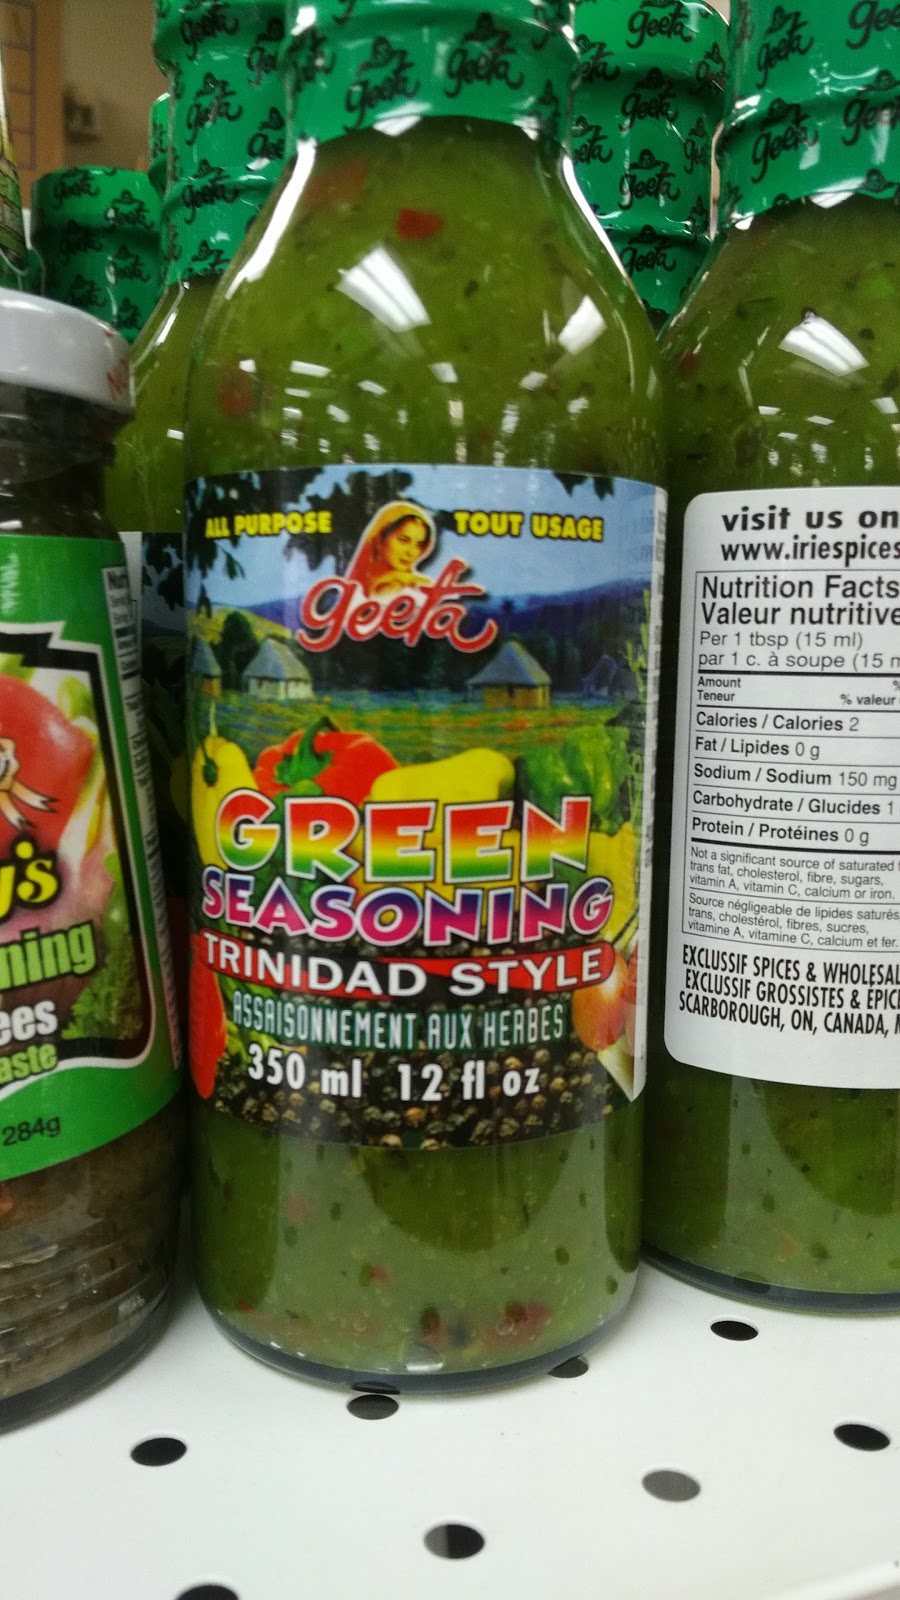 geeta
ALL PURPOSE
TOUT USAGE
geeta
GREEN
SEASONING
TRINIDAD STYLE
ASSAISONNEMENT AUX HERBES
350 ml 12 fl oz
y's
ning
ees
aste
284g
visit us on
www.iriespices
Nutrition Facts
Valeur nutritive
Per 1 tbsp (15 ml)
par 1 c. à soupe (15 m
Amount
Teneur
% valeur
Calories / Calories 2
Fat / Lipides 0 g
Sodium / Sodium 150 mg
Carbohydrate / Glucides 1
Protein / Protéines 0 g
Not a significant source of saturated
trans fat, cholesterol, fibre, sugars,
vitamin A, vitamin C, calcium or iron.
Source négligeable de lipides saturés
trans, cholestérol, fibres, sucres,
vitamine A, vitamine C, calcium et fer.
EXCLUSSIF SPICES & WHOLESAL
EXCLUSSIF GROSSISTES & EPICE
SCARBOROUGH, ON, CANADA,